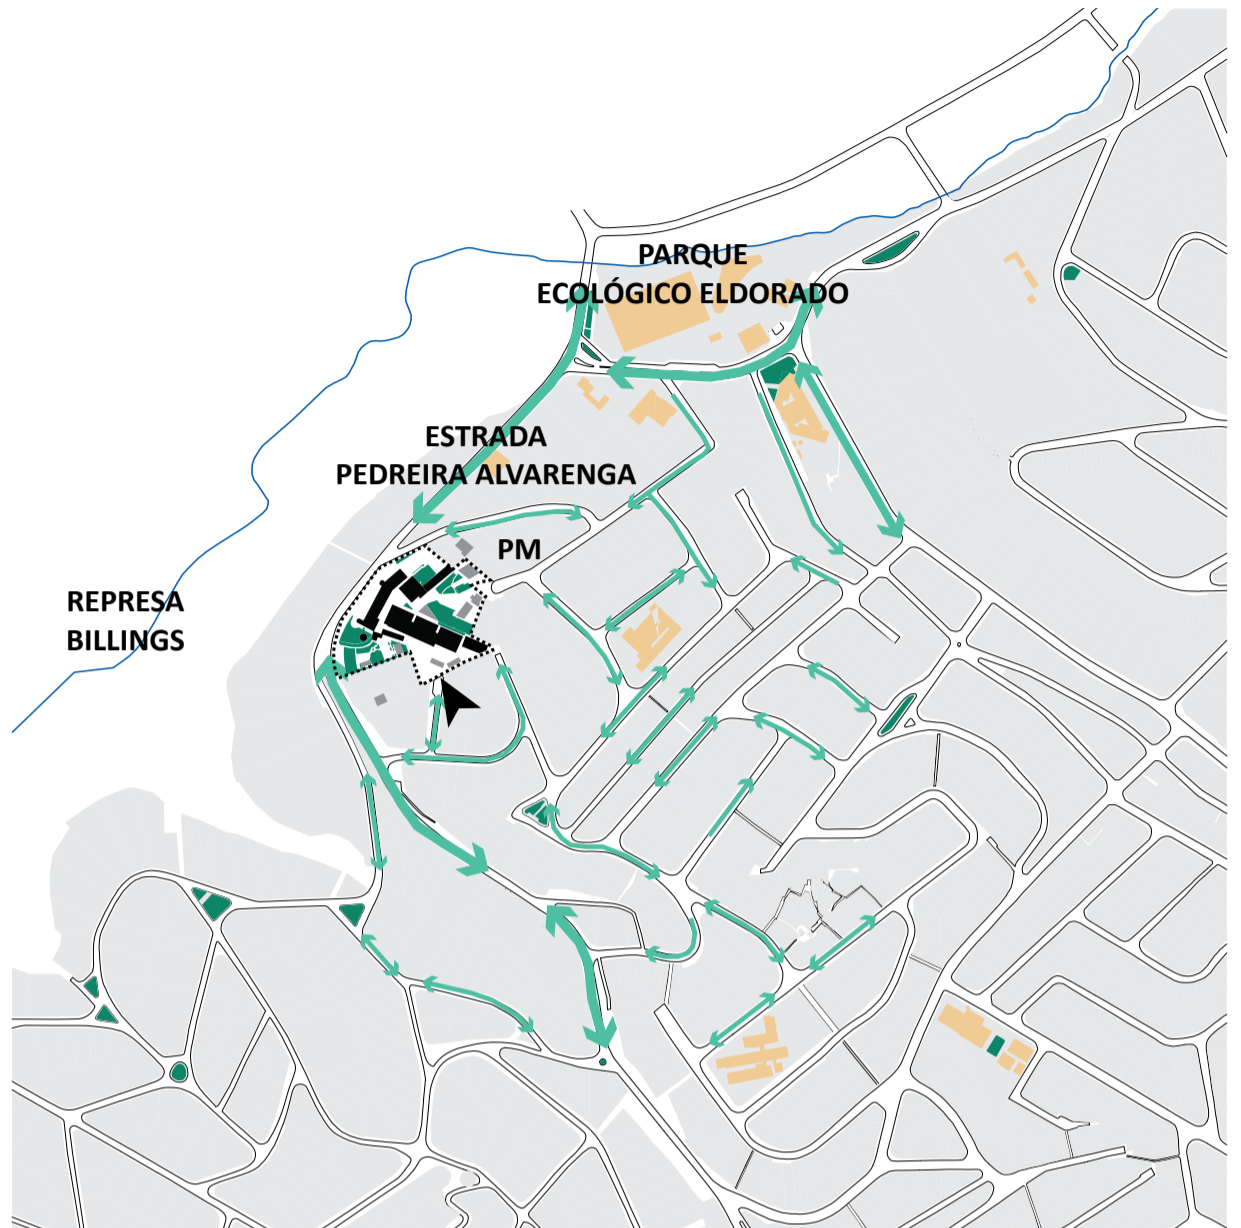 PARQUE
ECOLÓGICO ELDORADO
ESTRADA
PEDREIRA ALVARENGA
PM
REPRESA
BILLINGS